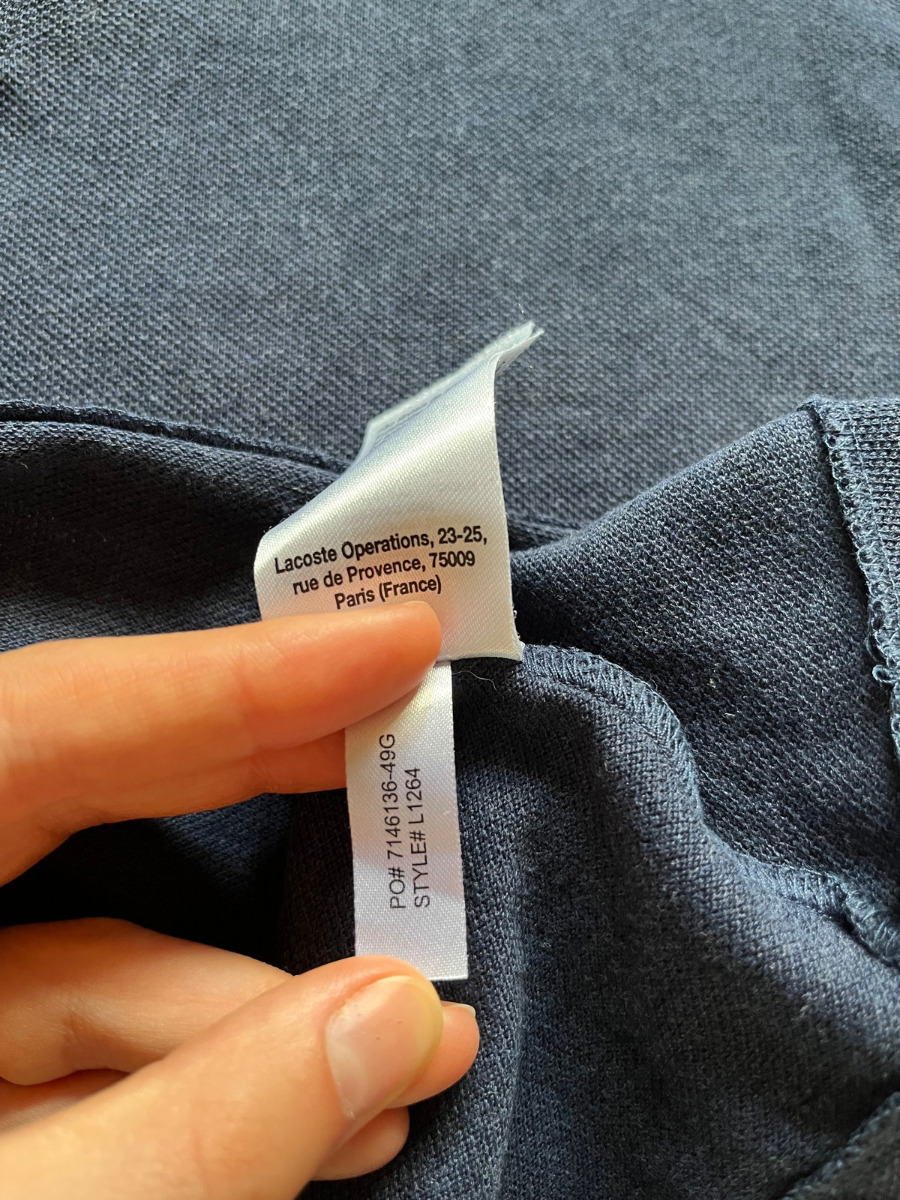 Lacoste Operations, 23-25,
rue de Provence, 75009
Paris (France)
PO# 7146136-49G
STYLE# L1264